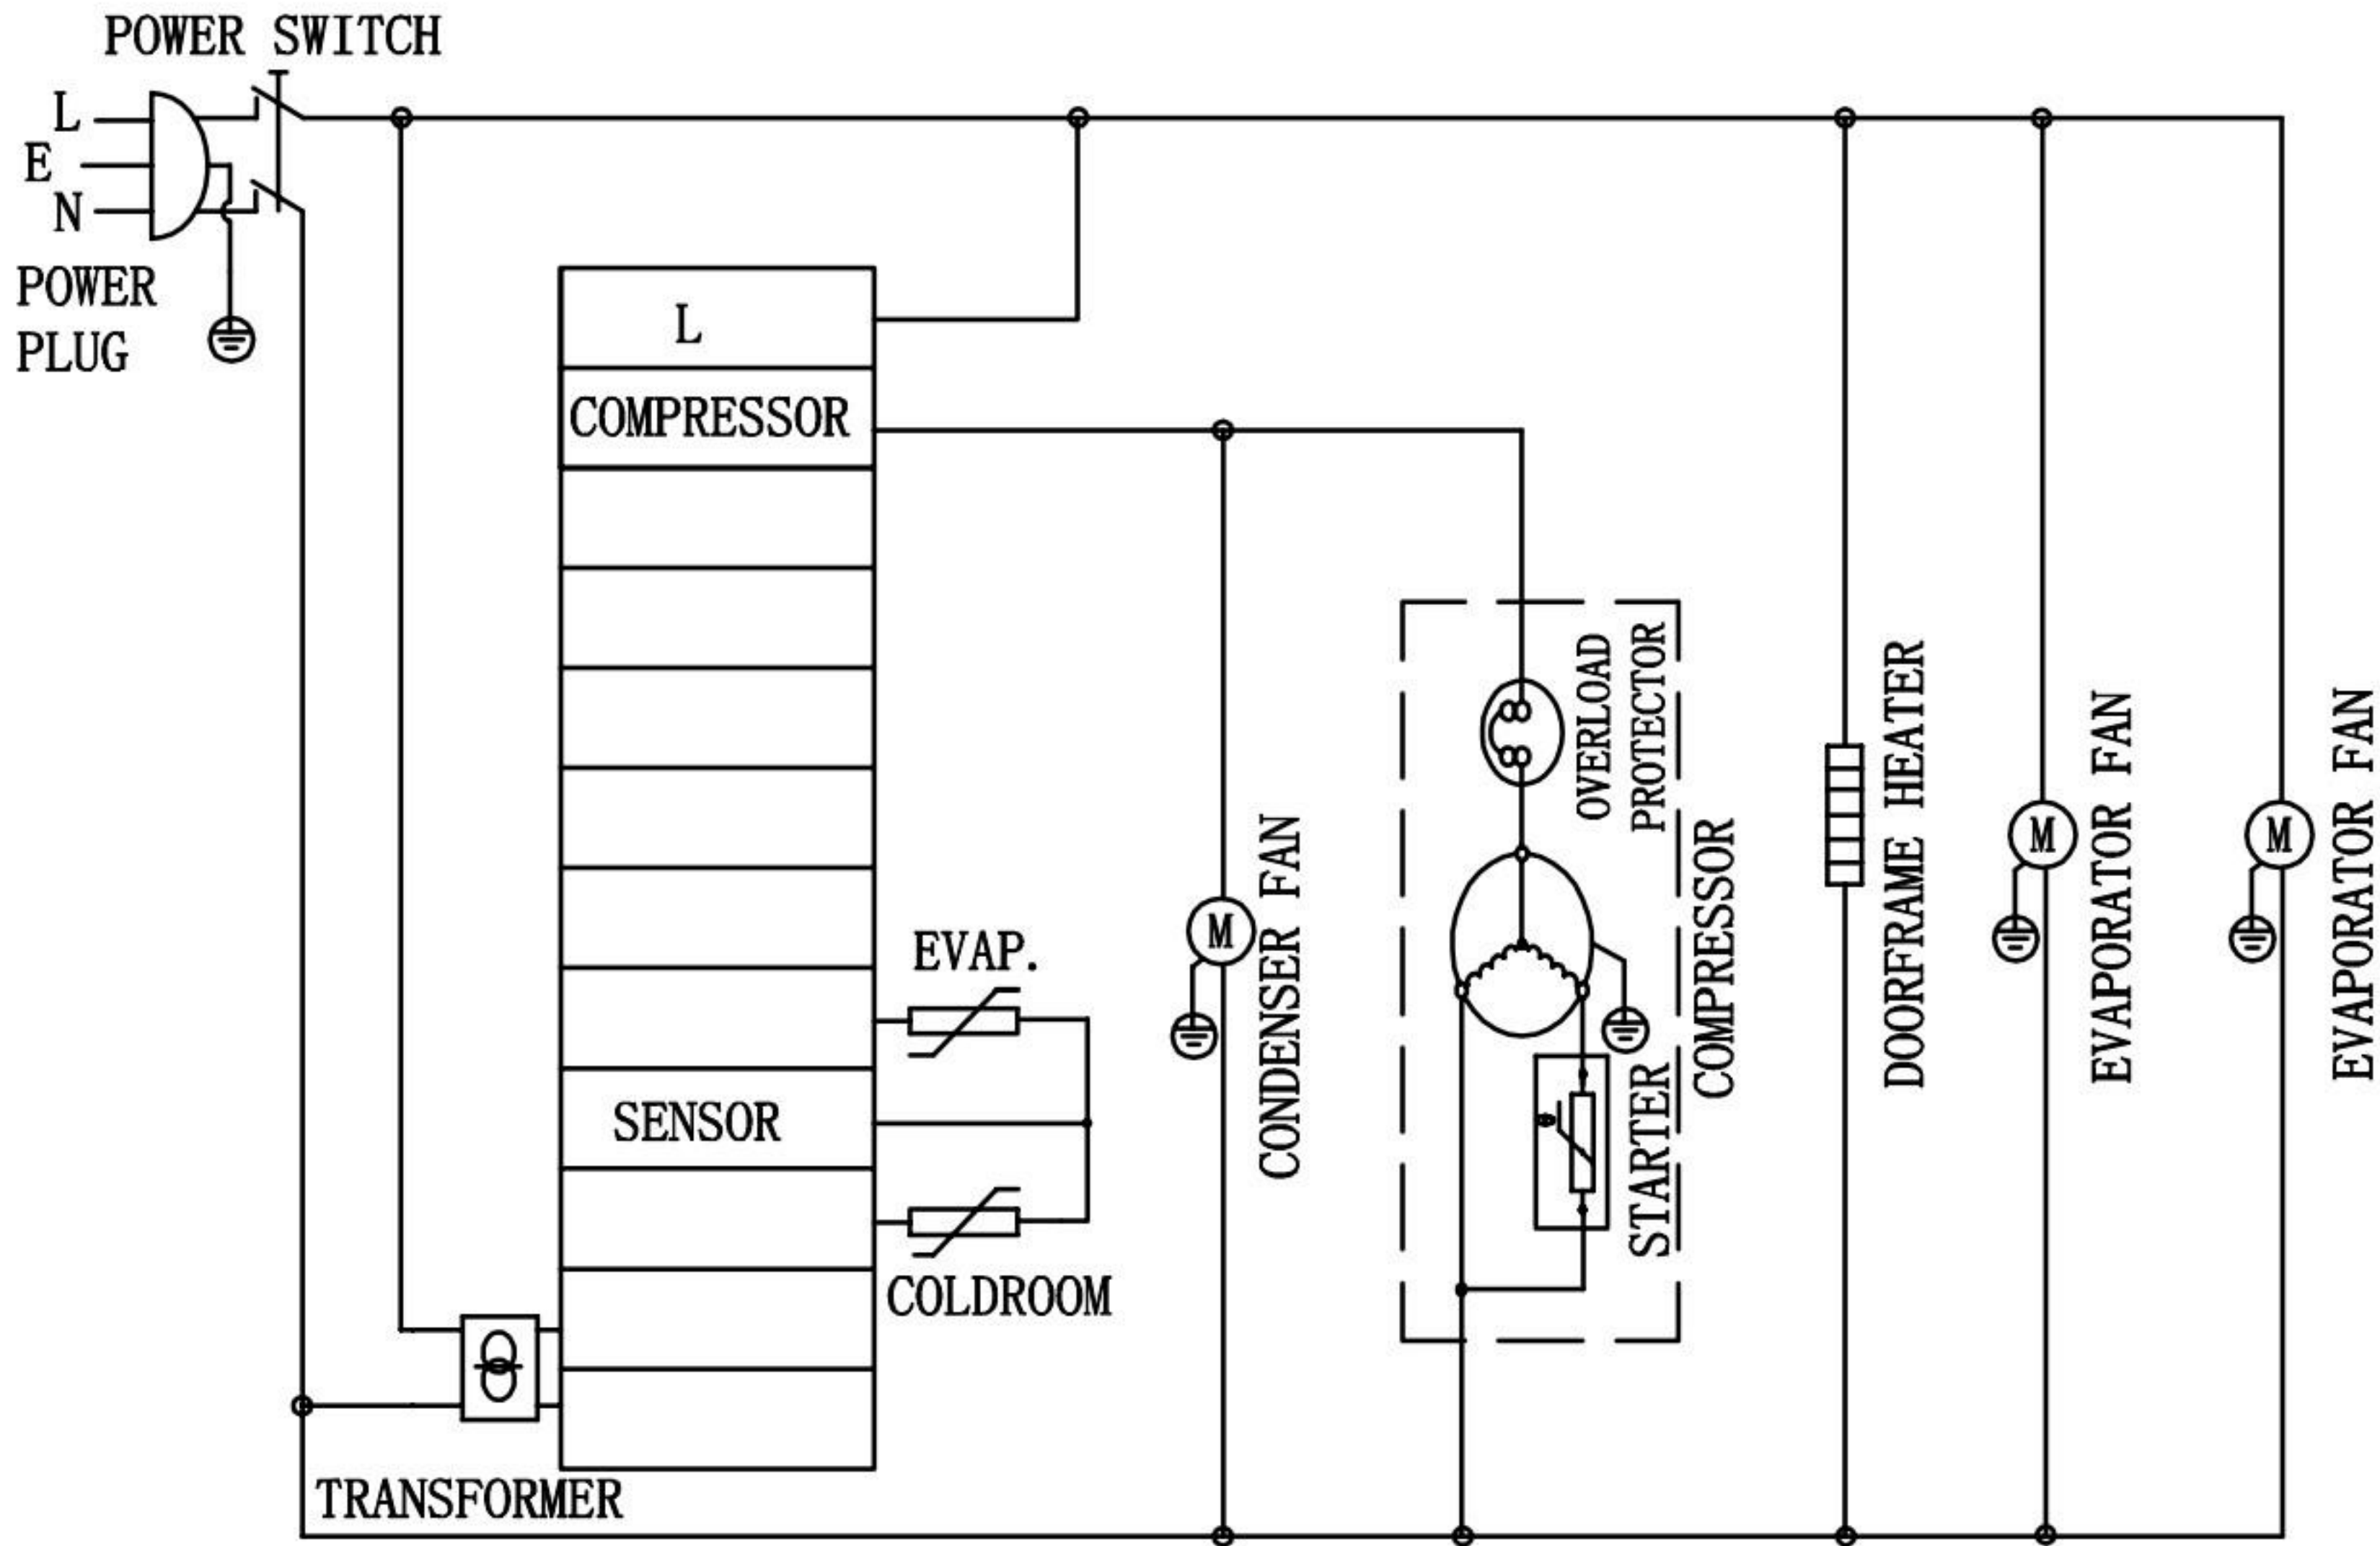 POWER SWITCH
L
E
N
POWER
PLUG
L
COMPRESSOR
SENSOR
EVAP.
COLDROOM
TRANSFORMER
CONDENSER FAN
M
OVERLOAD
PROTECTOR
COMPRESSOR
STARTER
DOORFRAME HEATER
M
EVAPORATOR FAN
M
EVAPORATOR FAN